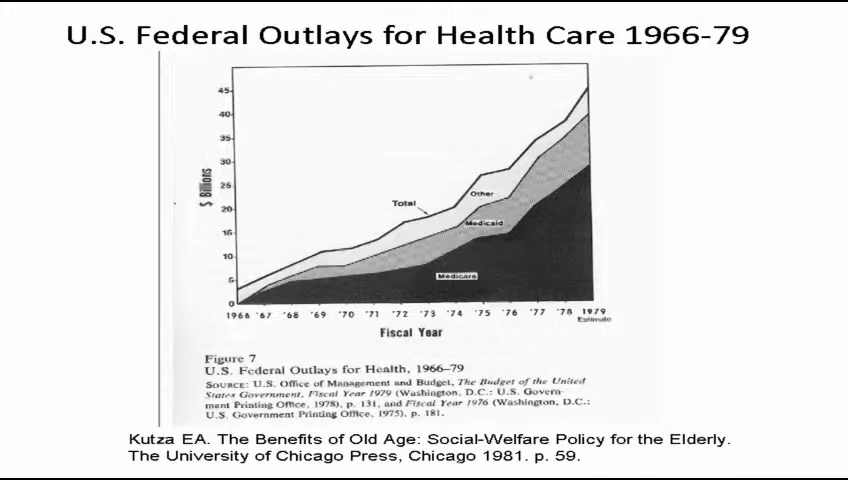 U.S. Federal Outlays for Health Care 1966-79
45
40
35
30
25
20
15
10
5
0
$ Billions
Total
Other
Medicaid
Medicare
1966 '67 '68 '69 '70 '71 '72 '73 '74 '75 '76 '77 '78 1979
Estimate
Fiscal Year
Figure 7
U.S. Federal Outlays for Health, 1966–79
SOURCE: U.S. Office of Management and Budget, The Budget of the United
States Government, Fiscal Year 1979 (Washington, D.C.: U.S. Govern-
ment Printing Office, 1978), p. 131, and Fiscal Year 1976 (Washington, D.C.:
U.S. Government Printing Office, 1975), p. 181.
Kutza EA. The Benefits of Old Age: Social-Welfare Policy for the Elderly.
The University of Chicago Press, Chicago 1981. p. 59.